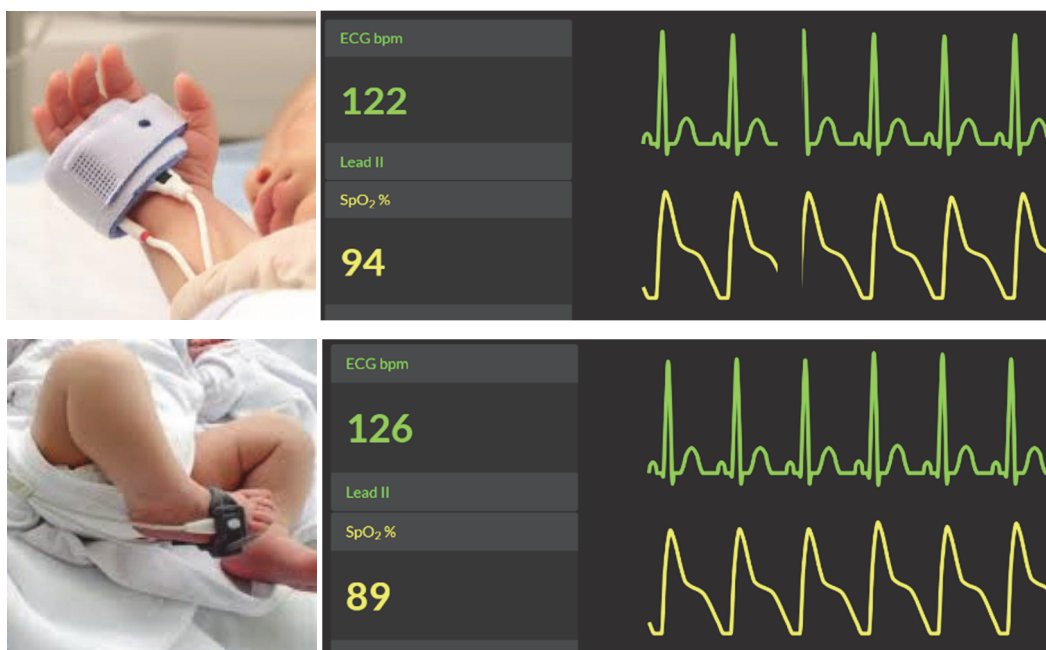 ECG bpm
122
Lead II
SpO₂ %
94
ECG bpm
126
Lead II
SpO₂ %
89